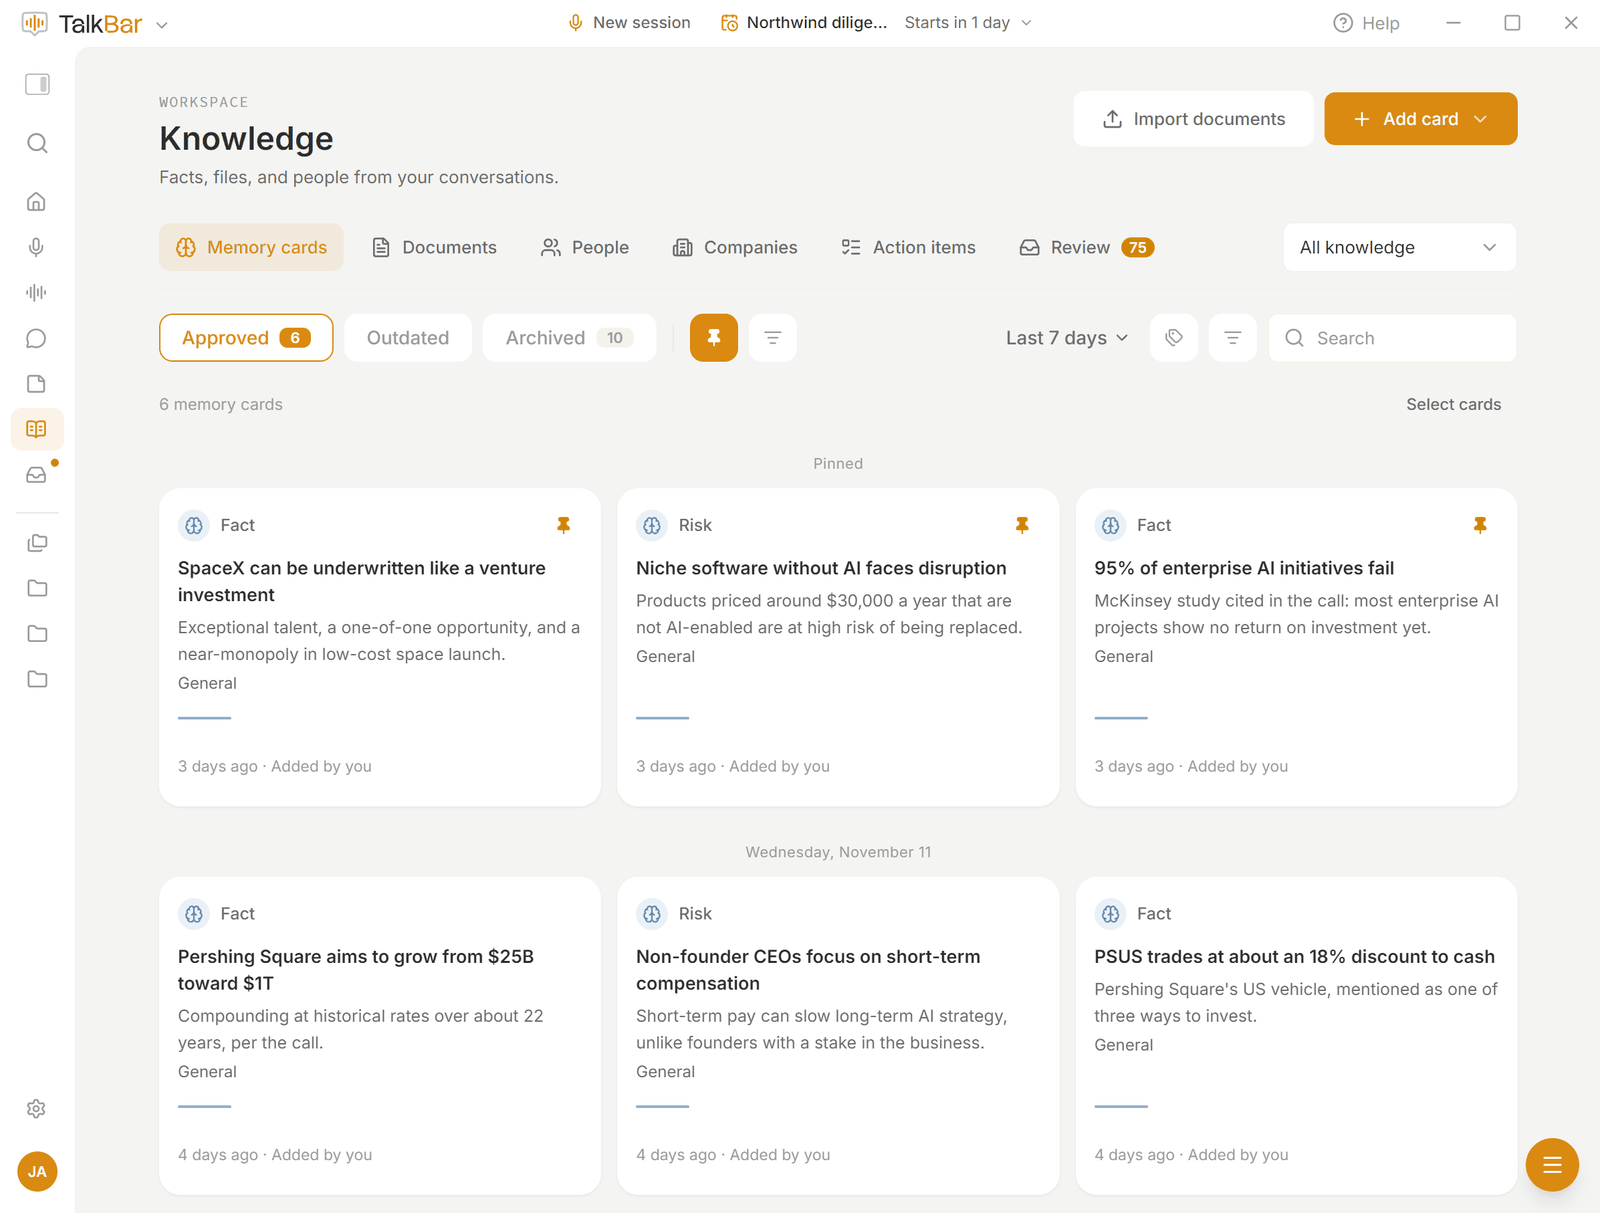 TalkBar
New session
Northwind dilige...
Starts in 1 day
Help
WORKSPACE
Knowledge
Facts, files, and people from your conversations.
Import documents
Add card
Memory cards
Documents
People
Companies
Action items
Review 75
All knowledge
Approved 6
Outdated
Archived 10
Last 7 days
Search
6 memory cards
Select cards
Pinned
Fact
SpaceX can be underwritten like a venture
investment
Exceptional talent, a one-of-one opportunity, and a
near-monopoly in low-cost space launch.
General
3 days ago · Added by you
Risk
Niche software without AI faces disruption
Products priced around $30,000 a year that are
not AI-enabled are at high risk of being replaced.
General
3 days ago · Added by you
Fact
95% of enterprise AI initiatives fail
McKinsey study cited in the call: most enterprise AI
projects show no return on investment yet.
General
3 days ago · Added by you
Wednesday, November 11
Fact
Pershing Square aims to grow from $25B
toward $1T
Compounding at historical rates over about 22
years, per the call.
General
4 days ago · Added by you
Risk
Non-founder CEOs focus on short-term
compensation
Short-term pay can slow long-term AI strategy,
unlike founders with a stake in the business.
General
4 days ago · Added by you
Fact
PSUS trades at about an 18% discount to cash
Pershing Square's US vehicle, mentioned as one of
three ways to invest.
General
4 days ago · Added by you
JA